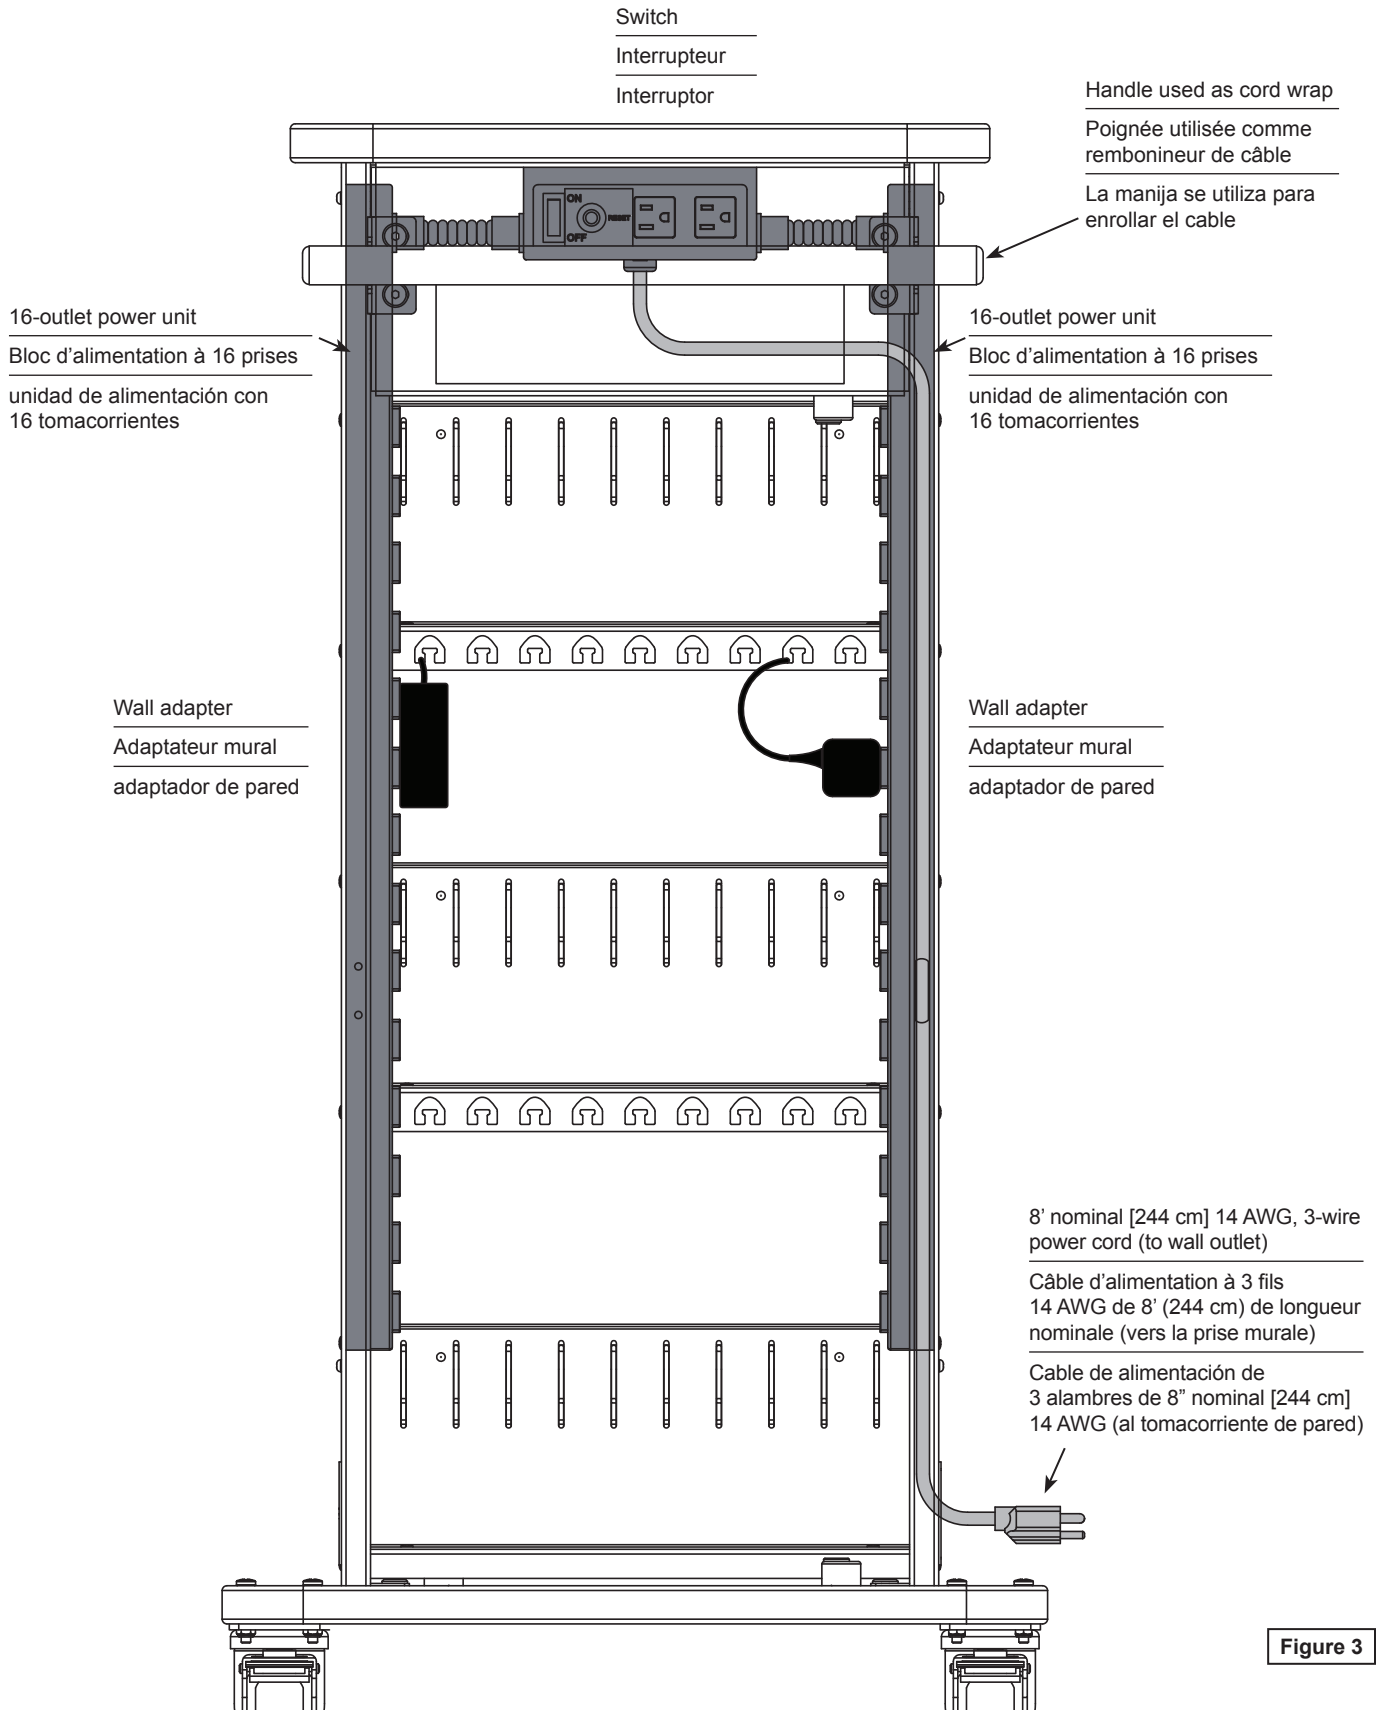 Switch
Interrupteur
Interruptor
Handle used as cord wrap
Poignée utilisée comme
rembonineur de câble
La manija se utiliza para
enrollar el cable
ON
OFF
RESET
16-outlet power unit
Bloc d’alimentation à 16 prises
unidad de alimentación con
16 tomacorrientes
16-outlet power unit
Bloc d’alimentation à 16 prises
unidad de alimentación con
16 tomacorrientes
Wall adapter
Adaptateur mural
adaptador de pared
Wall adapter
Adaptateur mural
adaptador de pared
8’ nominal [244 cm] 14 AWG, 3-wire
power cord (to wall outlet)
Câble d’alimentation à 3 fils
14 AWG de 8’ (244 cm) de longueur
nominale (vers la prise murale)
Cable de alimentación de
3 alambres de 8” nominal [244 cm]
14 AWG (al tomacorriente de pared)
Figure 3